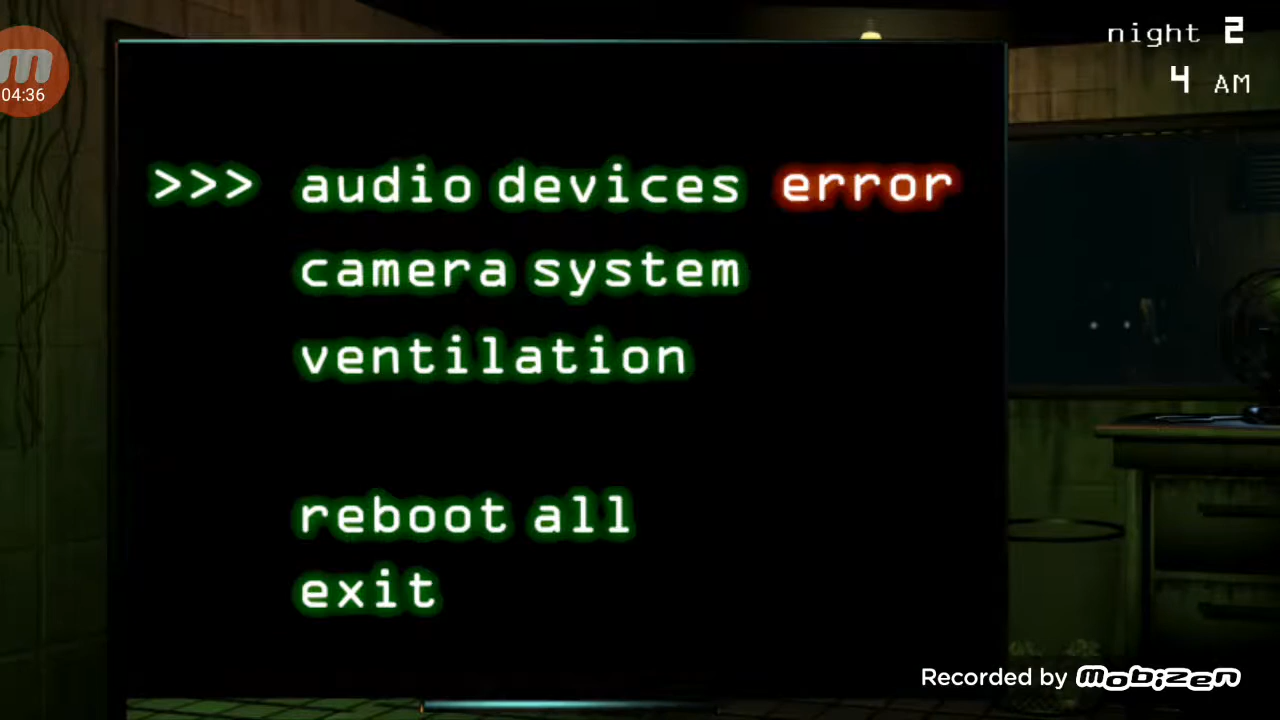 night 2
4 AM
04:36
>>> audio devices error
camera system
ventilation
reboot all
exit
Recorded by mobizen